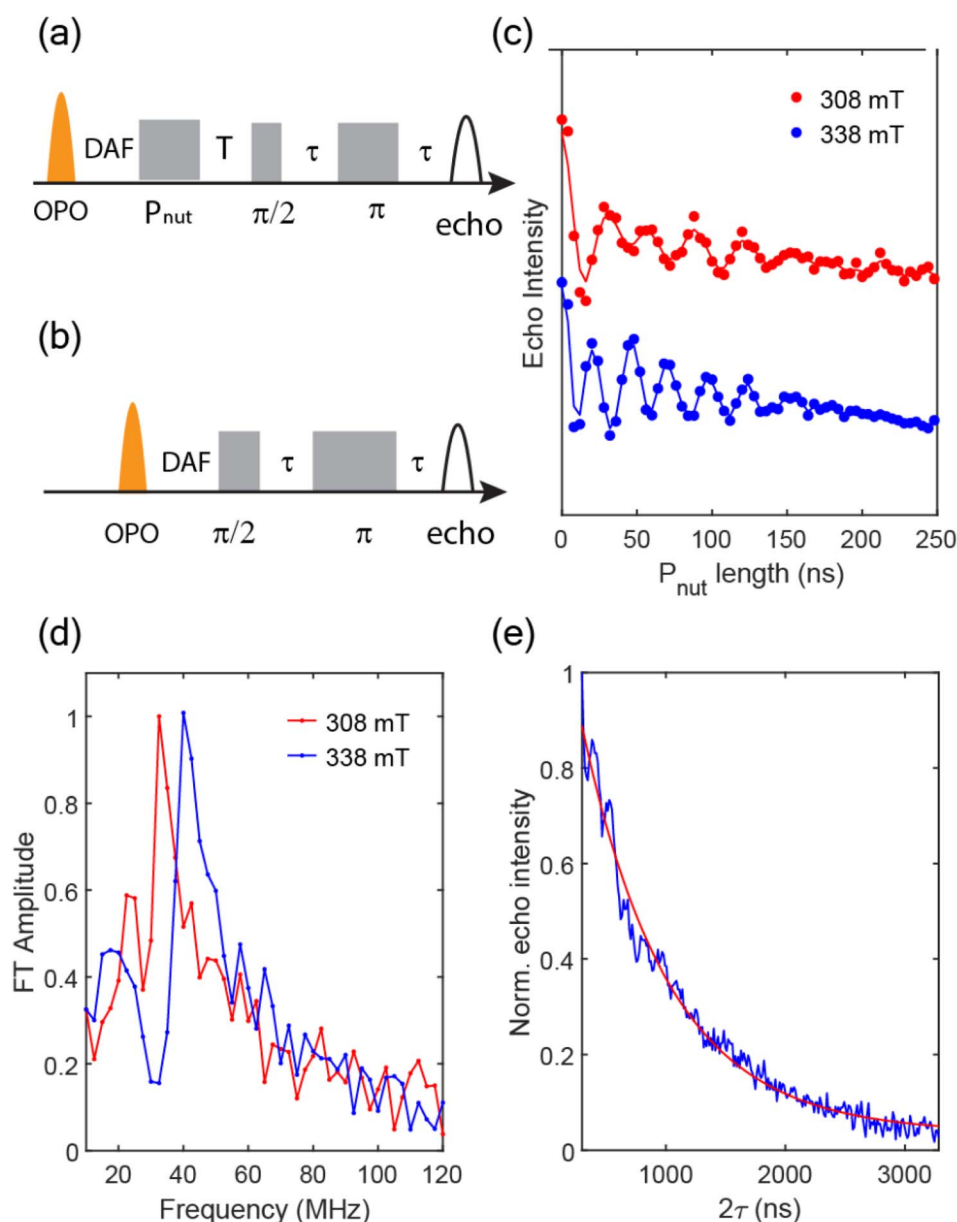 (a)
OPO
DAF
Pnut
T
π/2
τ
π
τ
echo
(b)
OPO
DAF
π/2
τ
π
τ
echo
(c)
308 mT
338 mT
Echo Intensity
0 50 100 150 200 250
Pnut length (ns)
(d)
308 mT
338 mT
FT Amplitude
1
0.8
0.6
0.4
0.2
0
20 40 60 80 100 120
Frequency (MHz)
(e)
Norm. echo intensity
1
0.8
0.6
0.4
0.2
0
1000 2000 3000
2τ (ns)